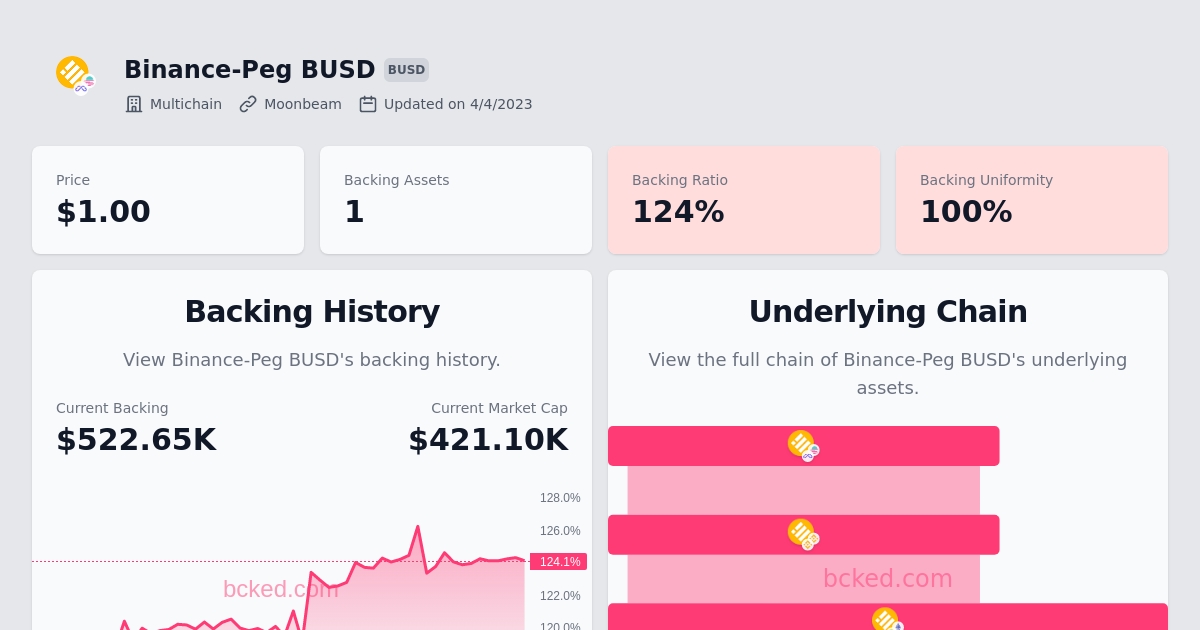 Binance-Peg BUSD BUSD
Multichain Moonbeam Updated on 4/4/2023
Price
$1.00
Backing Assets
1
Backing Ratio
124%
Backing Uniformity
100%
Backing History
View Binance-Peg BUSD's backing history.
Current Backing
$522.65K
Current Market Cap
$421.10K
128.0%
126.0%
124.1%
122.0%
120.0%
bcked.com
Underlying Chain
View the full chain of Binance-Peg BUSD's underlying
assets.
bcked.com